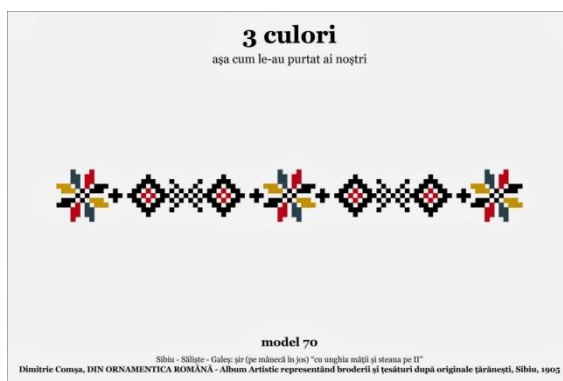 3 culori
așa cum le-au purtat ai noștri
model 70
Sibiu - Săliște - Galeș: șir (pe mânecă în jos) "cu unghia mâții și steaua pe II"
Dimitrie Comșa, DIN ORNAMENTICA ROMÂNĂ - Album Artistic reprezentând broderii și țesături după originale țărănești, Sibiu, 1905